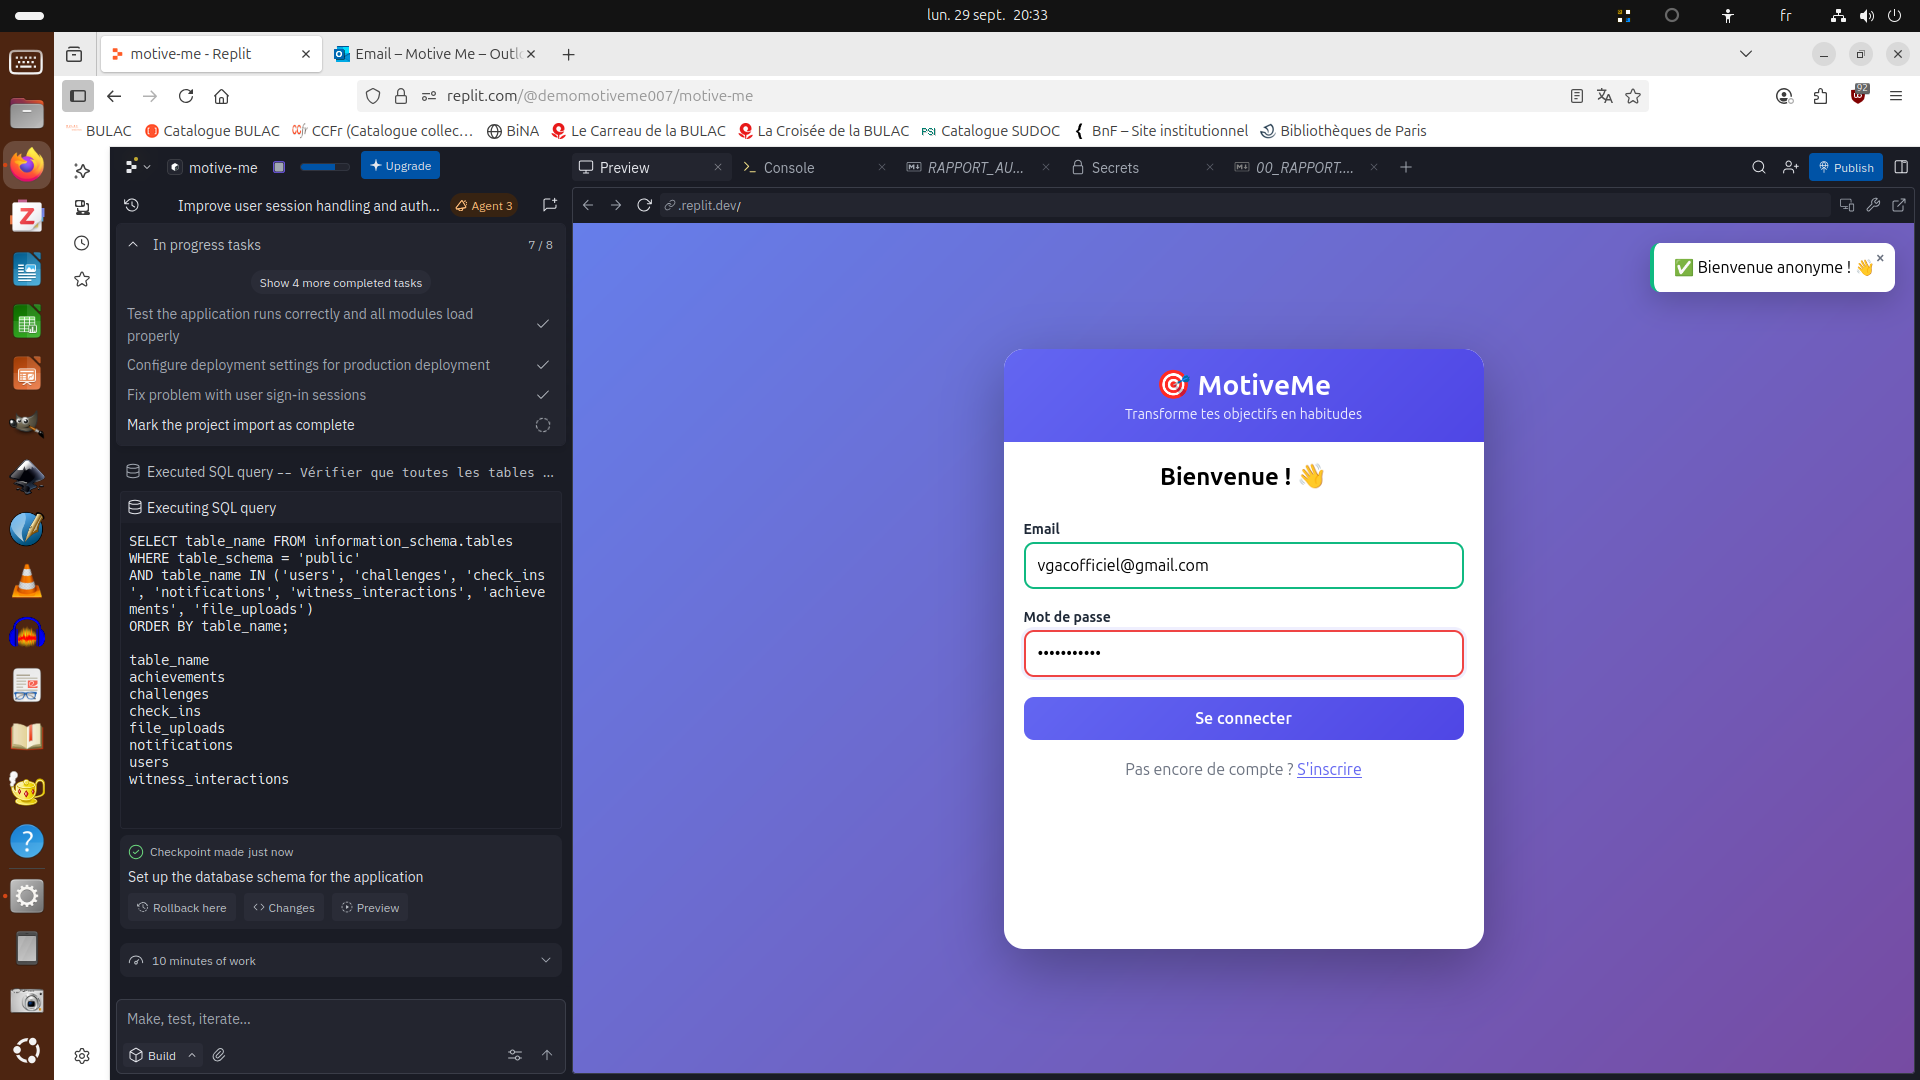 lun. 29 sept. 20:33
fr
motive-me - Replit
Email – Motive Me – Outl
replit.com/@demomotiveme007/motive-me
92
BULAC
Catalogue BULAC
CCFr (Catalogue collec…
BiNA
Le Carreau de la BULAC
La Croisée de la BULAC
PSI Catalogue SUDOC
BnF – Site institutionnel
Bibliothèques de Paris
motive-me
Upgrade
Preview
Console
RAPPORT_AU...
Secrets
00_RAPPORT....
Publish
Improve user session handling and auth...
Agent 3
.replit.dev/
In progress tasks
7 / 8
Show 4 more completed tasks
Test the application runs correctly and all modules load
properly
Configure deployment settings for production deployment
Fix problem with user sign-in sessions
Mark the project import as complete
Executed SQL query -- Vérifier que toutes les tables ...
Executing SQL query
SELECT table_name FROM information_schema.tables
WHERE table_schema = 'public'
AND table_name IN ('users', 'challenges', 'check_ins
', 'notifications', 'witness_interactions', 'achieve
ments', 'file_uploads')
ORDER BY table_name;
table_name
achievements
challenges
check_ins
file_uploads
notifications
users
witness_interactions
Checkpoint made just now
Set up the database schema for the application
Rollback here
Changes
Preview
10 minutes of work
Make, test, iterate...
Build
✅ Bienvenue anonyme ! 👋
🎯 MotiveMe
Transforme tes objectifs en habitudes
Bienvenue ! 👋
Email
vgacofficiel@gmail.com
Mot de passe
•••••••••••
Se connecter
Pas encore de compte ? S'inscrire